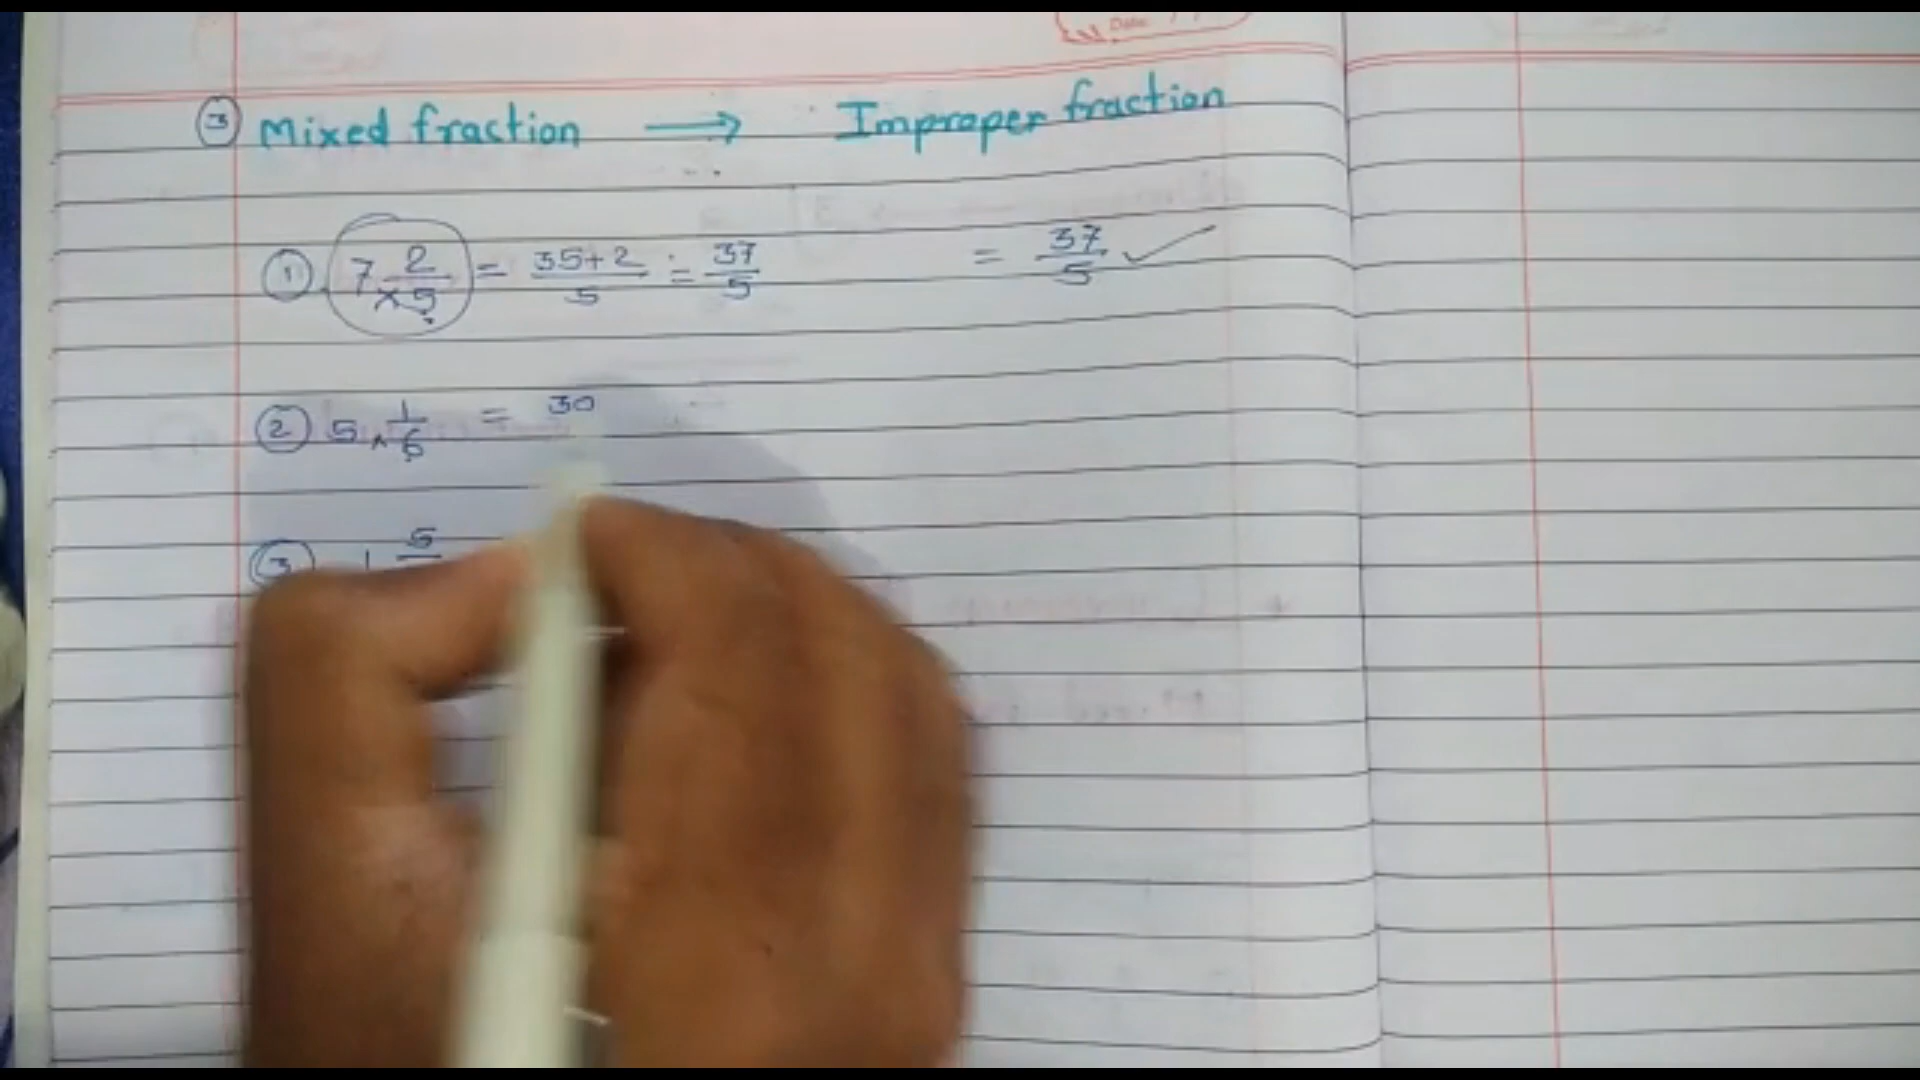 Date
③ Mixed fraction → Improper fraction
① 7 × 2/5 = 35+2/5 = 37/5 = 37/5 ✓
② 5 × 1/6 = 30
③ 1 5